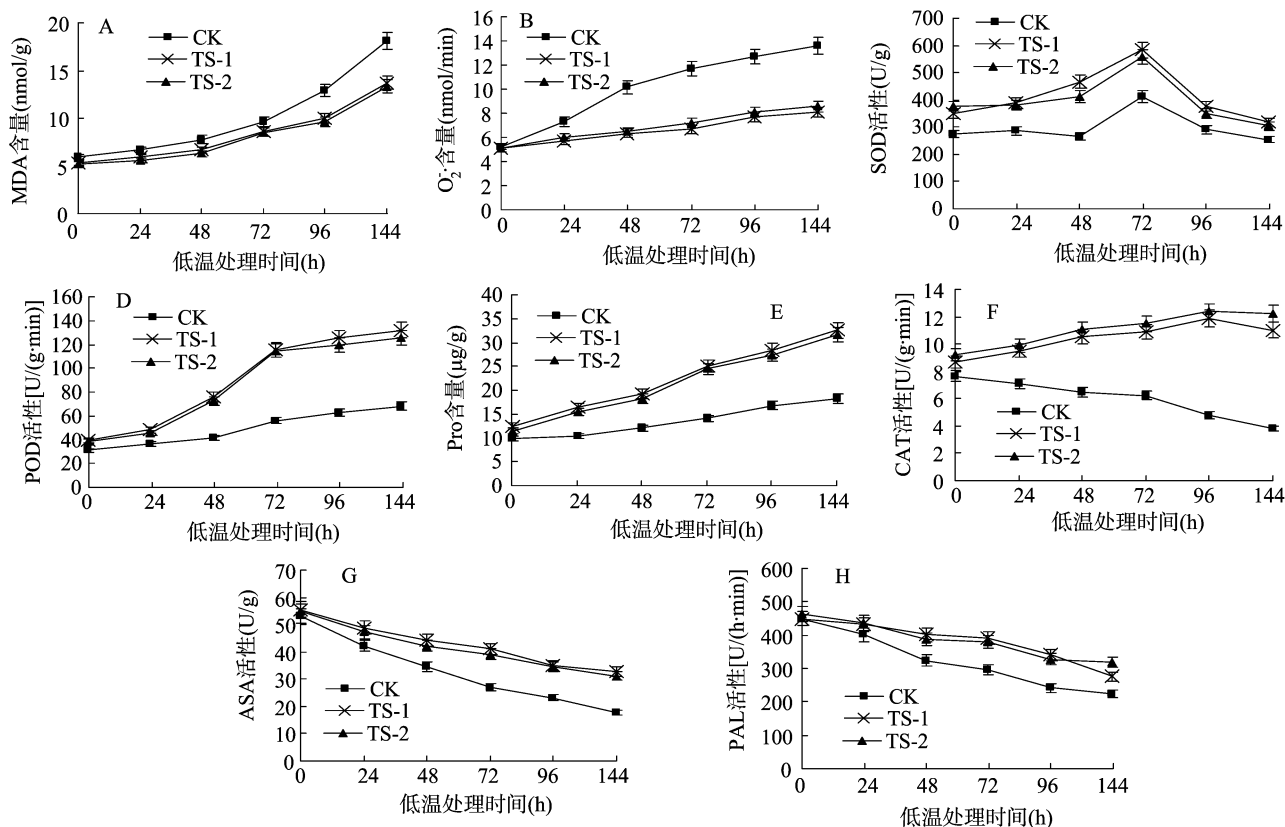 A
MDA含量(nmol/g)
20
15
10
5
0
CK
TS-1
TS-2
0 24 48 72 96 144
低温处理时间(h)
B
O₂⁻·含量(nmol/min)
16
14
12
10
8
6
4
2
0
CK
TS-1
TS-2
0 24 48 72 96 144
低温处理时间(h)
SOD活性(U/g)
700
600
500
400
300
200
100
0
CK
TS-1
TS-2
0 24 48 72 96 144
低温处理时间(h)
D
POD活性[U/(g·min)]
160
140
120
100
80
60
40
20
0
CK
TS-1
TS-2
0 24 48 72 96 144
低温处理时间(h)
E
Pro含量(μg/g)
40
35
30
25
20
15
10
5
0
CK
TS-1
TS-2
0 24 48 72 96 144
低温处理时间(h)
F
CAT活性[U/(g·min)]
14
12
10
8
6
4
2
0
CK
TS-1
TS-2
0 24 48 72 96 144
低温处理时间(h)
G
ASA活性(U/g)
70
60
50
40
30
20
10
0
CK
TS-1
TS-2
0 24 48 72 96 144
低温处理时间(h)
H
PAL活性[U/(h·min)]
600
500
400
300
200
100
0
CK
TS-1
TS-2
0 24 48 72 96 144
低温处理时间(h)